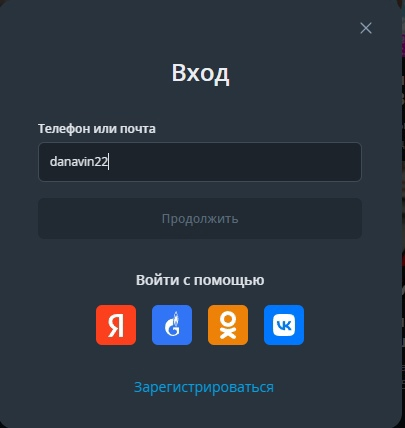 Вход
Телефон или почта
danavin22
Продолжить
Войти с помощью
Я
Зарегистрироваться